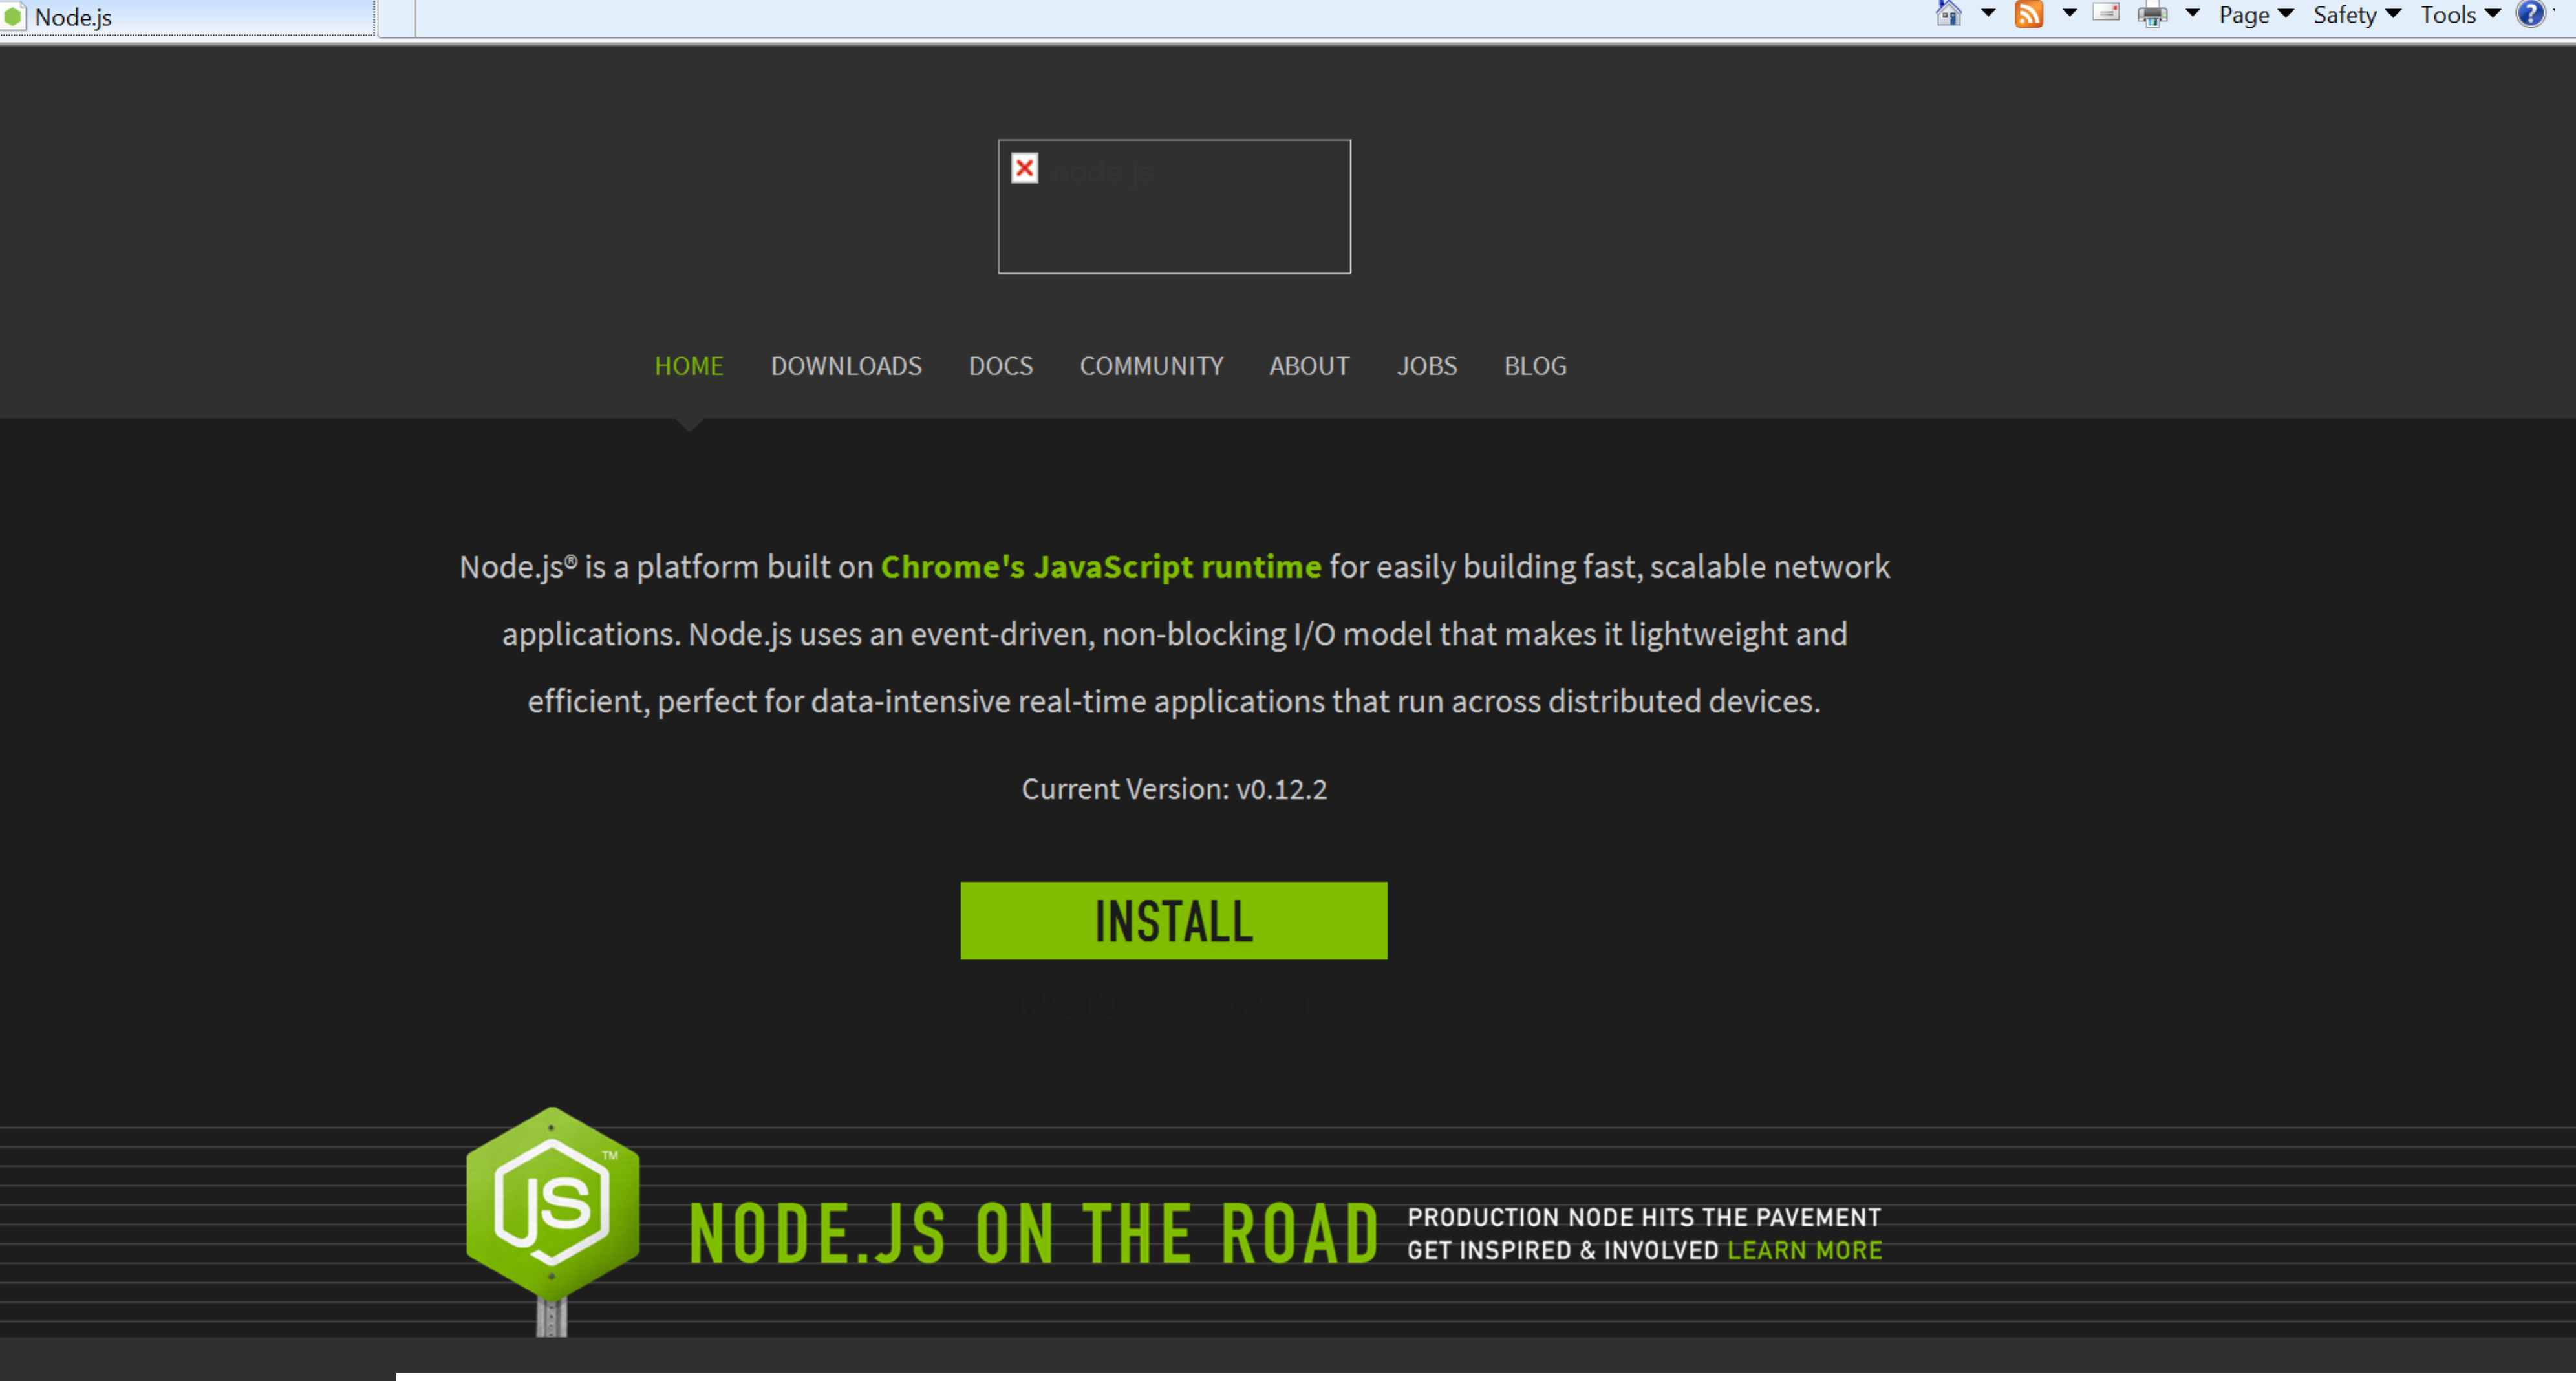 Node.js
Page Safety Tools
node.js
HOME DOWNLOADS DOCS COMMUNITY ABOUT JOBS BLOG
Node.js® is a platform built on Chrome's JavaScript runtime for easily building fast, scalable network
applications. Node.js uses an event-driven, non-blocking I/O model that makes it lightweight and
efficient, perfect for data-intensive real-time applications that run across distributed devices.
Current Version: v0.12.2
INSTALL
DOWNLOADS API DOCS
JS TM
NODE.JS ON THE ROAD
PRODUCTION NODE HITS THE PAVEMENT
GET INSPIRED & INVOLVED LEARN MORE